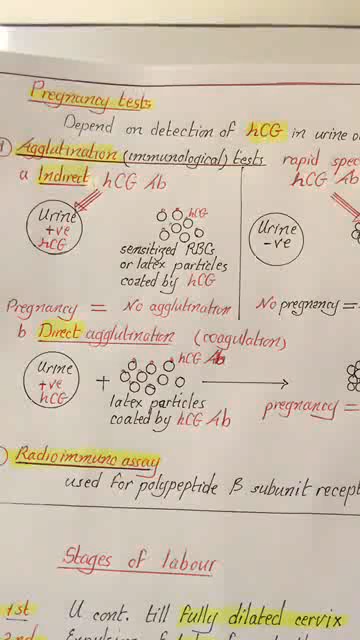 Pregnancy tests
Depend on detection of hCG in urine
Agglutination (immunological) tests rapid
a Indirect hCG Ab hCG Ab
Urine +ve hCG
hCG
sensitized RBC or latex particles coated by hCG
Urine -ve
Pregnancy = No agglutination No pregnancy =
b Direct agglutination (coagulation)
hCG Ab
Urine +ve hCG + latex particles coated by hCG Ab
pregnancy =
Radioimmuno assay
used for polypeptide B subunit
Stages of labour
1st U cont. till fully dilated cervix
2nd